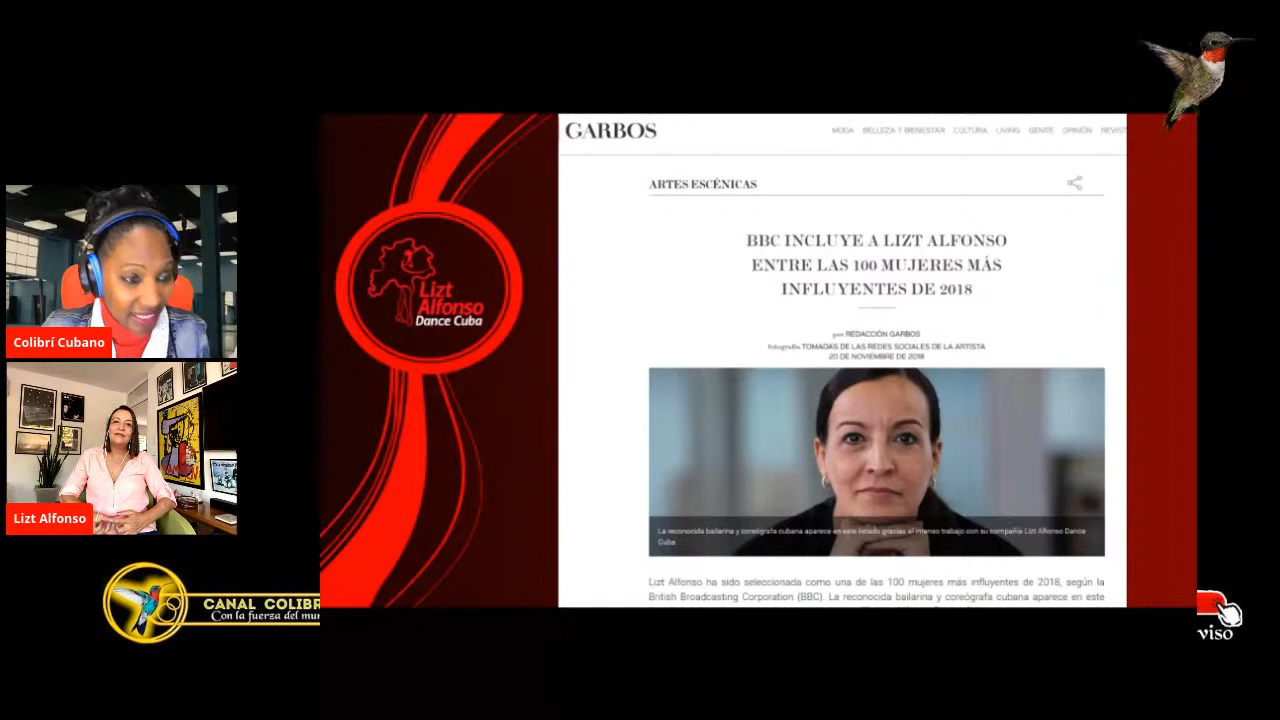 GARBOS
MODA BELLEZA Y BIENESTAR CULTURA LIVING GENTE OPINIÓN REVIST
ARTES ESCÉNICAS
BBC INCLUYE A LIZT ALFONSO
ENTRE LAS 100 MUJERES MÁS
INFLUYENTES DE 2018
por REDACCIÓN GARBOS
fotografía TOMADAS DE LAS REDES SOCIALES DE LA ARTISTA
20 DE NOVIEMBRE DE 2018
La reconocida bailarina y coreógrafa cubana aparece en este listado gracias al intenso trabajo con su compañía Lizt Alfonso Dance
Cuba
Lizt Alfonso ha sido seleccionada como una de las 100 mujeres más influyentes de 2018, según la
British Broadcasting Corporation (BBC). La reconocida bailarina y coreógrafa cubana aparece en este
Lizt
Alfonso
Dance Cuba
Colibrí Cubano
Lizt Alfonso
CANAL COLIBR
Con la fuerza del mun
viso